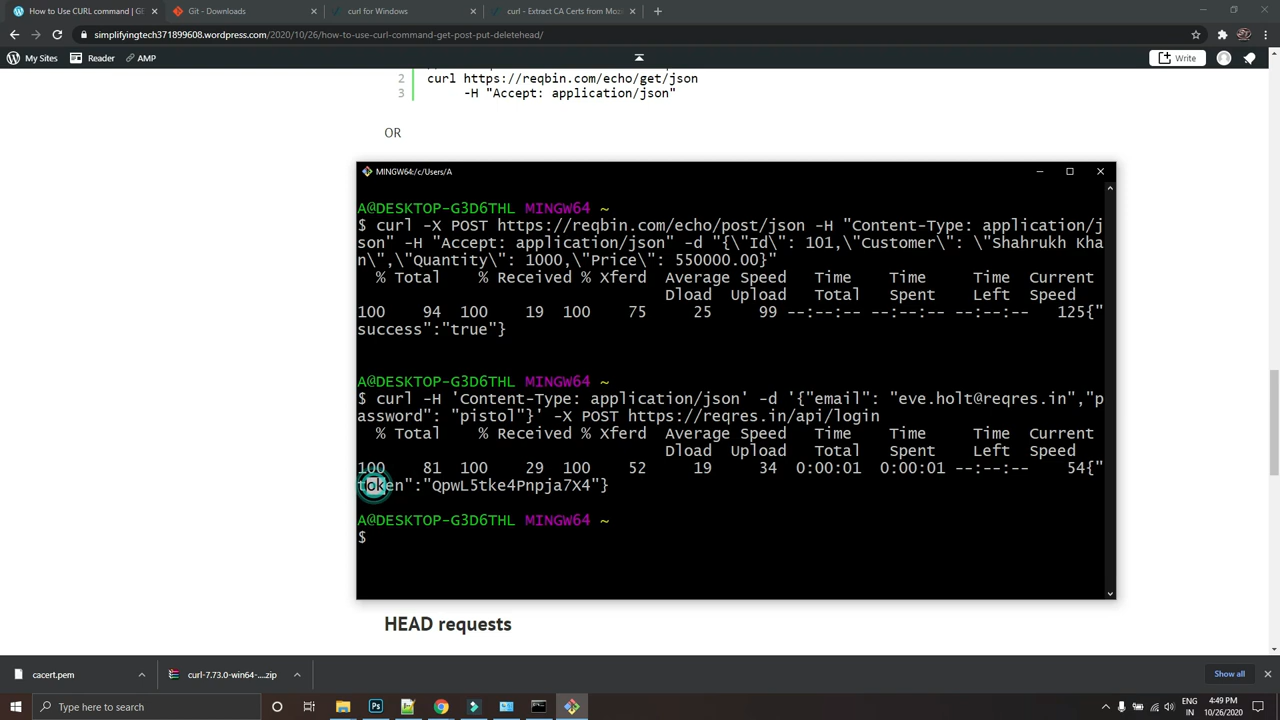 How to Use CURL command | GE
Git - Downloads
curl for Windows
curl - Extract CA Certs from Moz
simplifyingtech371899608.wordpress.com/2020/10/26/how-to-use-curl-command-get-post-put-deletehead/
My Sites
Reader
AMP
Write
2 curl https://reqbin.com/echo/get/json
3 -H "Accept: application/json"
OR
MINGW64:/c/Users/A
A@DESKTOP-G3D6THL MINGW64 ~
$ curl -X POST https://reqbin.com/echo/post/json -H "Content-Type: application/j
son" -H "Accept: application/json" -d "{\"Id\": 101,\"Customer\": \"Shahrukh Kha
n\",\"Quantity\": 1000,\"Price\": 550000.00}"
% Total % Received % Xferd Average Speed Time Time Time Current
Dload Upload Total Spent Left Speed
100 94 100 19 100 75 25 99 --:--:-- --:--:-- --:--:-- 125{"
success":"true"}
A@DESKTOP-G3D6THL MINGW64 ~
$ curl -H 'Content-Type: application/json' -d '{"email": "eve.holt@reqres.in","p
assword": "pistol"}' -X POST https://reqres.in/api/login
% Total % Received % Xferd Average Speed Time Time Time Current
Dload Upload Total Spent Left Speed
100 81 100 29 100 52 19 34 0:00:01 0:00:01 --:--:-- 54{"
token":"QpwL5tke4Pnpja7X4"}
A@DESKTOP-G3D6THL MINGW64 ~
$
HEAD requests
cacert.pem
curl-7.73.0-win64-....zip
Show all
Type here to search
ENG
IN
4:49 PM
10/26/2020